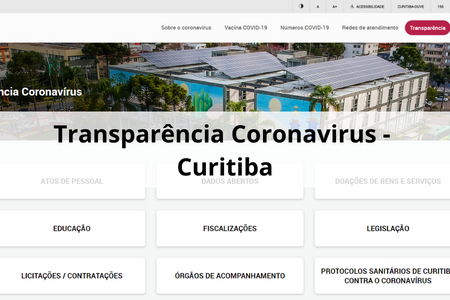 A A+ ACESSIBILIDADE CURITIBA-OUVE 156
Sobre o coronavírus Vacina COVID-19 Números COVID-19 Redes de atendimento Transparência
ncia Coronavírus
Transparência Coronavirus -
Curitiba
ATOS DE PESSOAL DADOS ABERTOS DOAÇÕES DE BENS E SERVIÇOS
EDUCAÇÃO FISCALIZAÇÕES LEGISLAÇÃO
LICITAÇÕES / CONTRATAÇÕES ÓRGÃOS DE ACOMPANHAMENTO PROTOCOLOS SANITÁRIOS DE CURITIB
CONTRA O CORONAVÍRUS